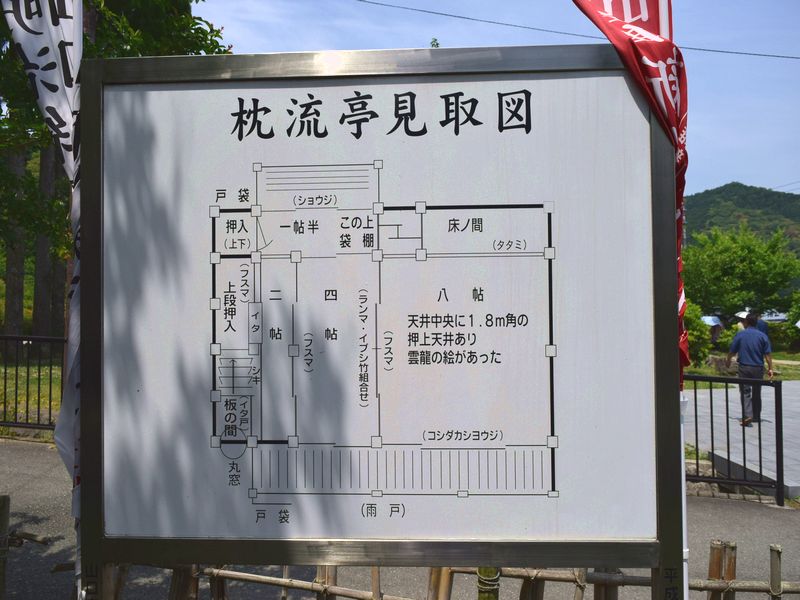 枕流亭見取図
戸袋
(ショウジ)
押入
(上下)
一帖半
この上
袋棚
床ノ間
(タタミ)
(フスマ)
上段押入
イタ
二帖
四帖
(フスマ)
(ランマ・イブシ竹組合せ)
(フスマ)
八帖
天井中央に1.8m角の
押上天井あり
雲龍の絵があった
シキ
(イタ戸)
板の間
丸窓
(コシダカシヨウジ)
戸袋
(雨戸)
平成